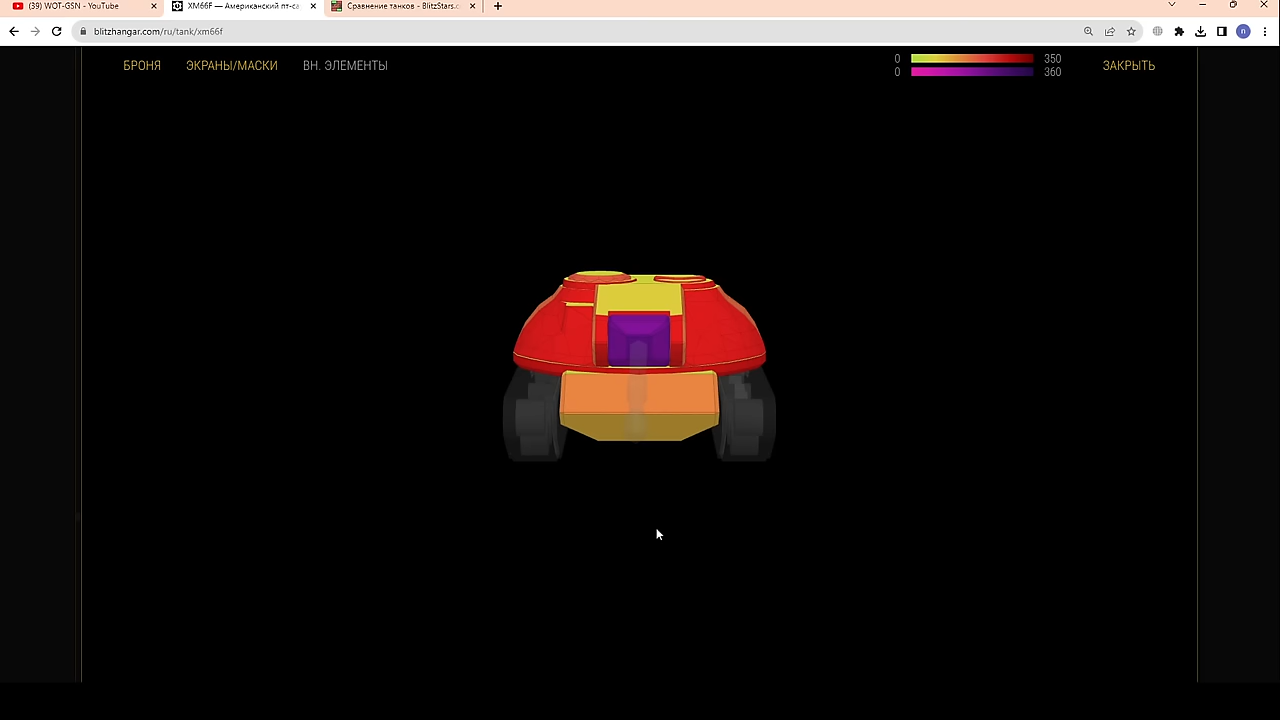 (39) WOT-GSN - YouTube
XM66F — Американский пт-са
Сравнение танков - BlitzStars.c
blitzhangar.com/ru/tank/xm66f
n
БРОНЯ
ЭКРАНЫ/МАСКИ
ВН. ЭЛЕМЕНТЫ
0 350
0 360
ЗАКРЫТЬ